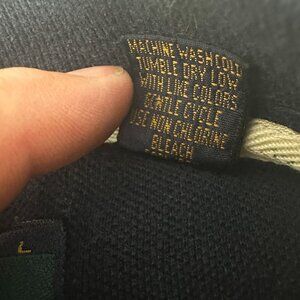 MACHINE WASH COLD
TUMBLE DRY LOW
WITH LIKE COLORS
GENTLE CYCLE
USE NON CHLORINE
BLEACH
L